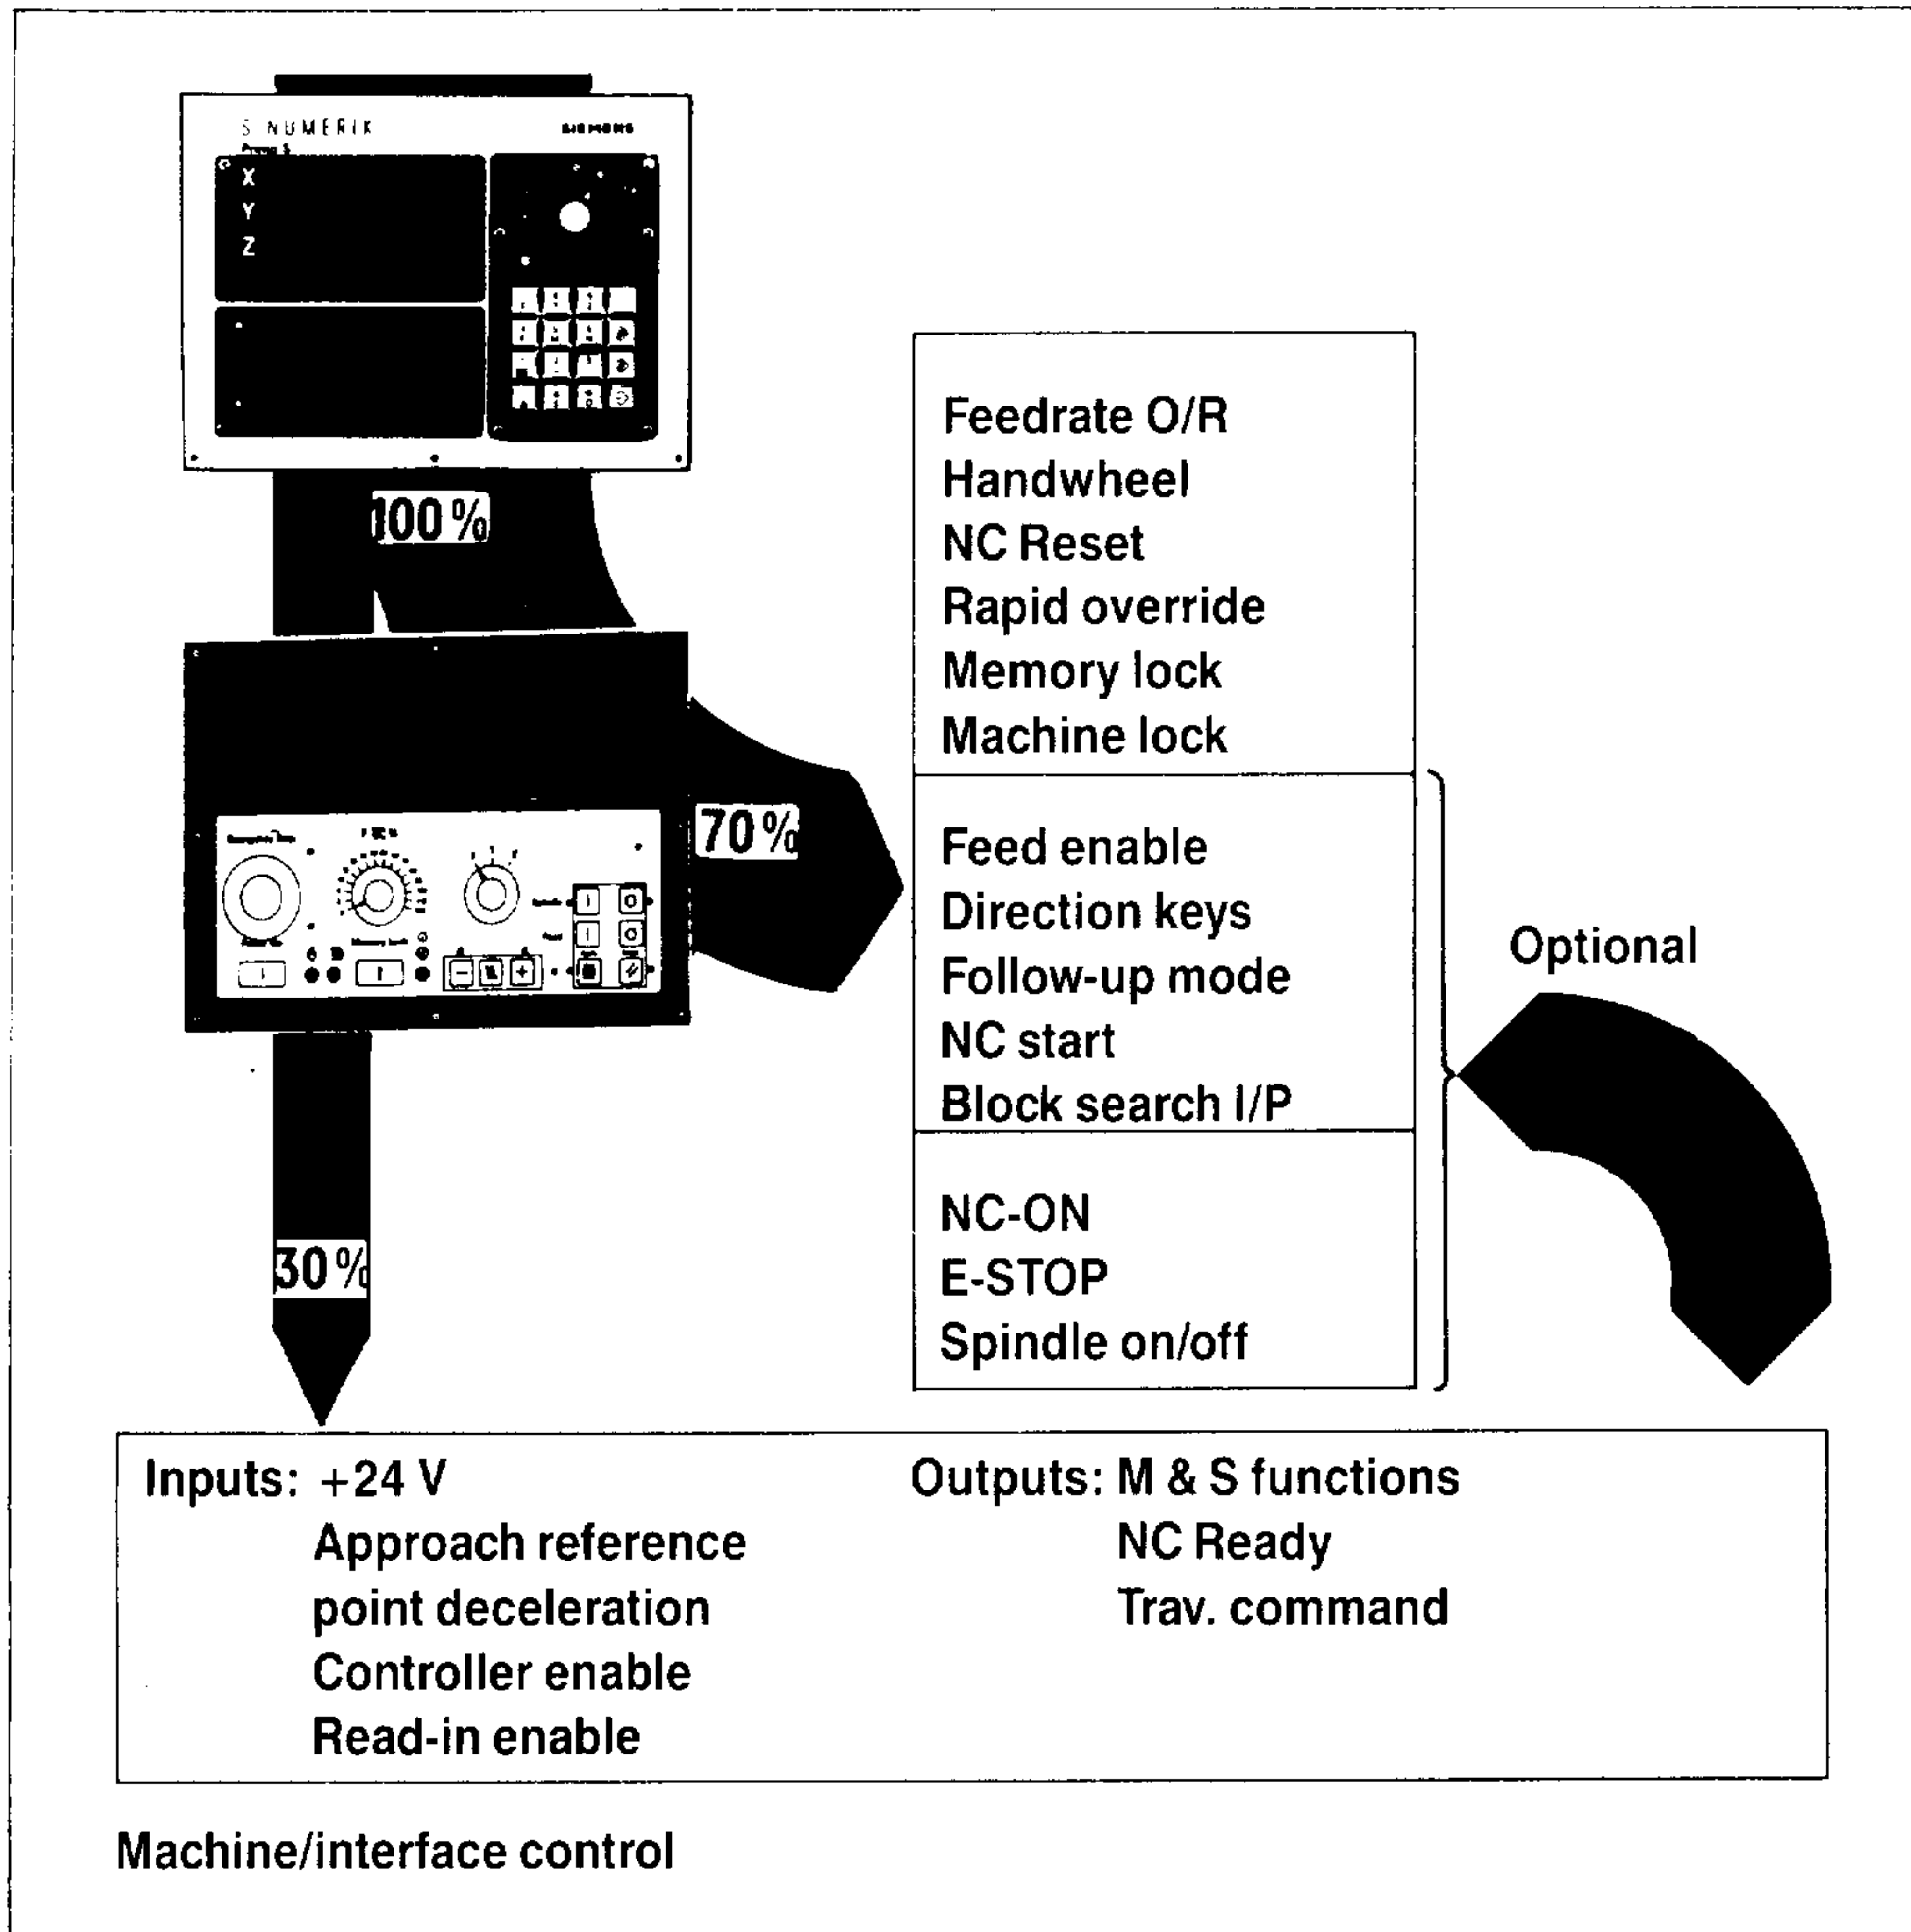 SINUMERIK
SIEMENS
X
Y
Z
100%
Feedrate O/R
Handwheel
NC Reset
Rapid override
Memory lock
Machine lock
70%
Feed enable
Direction keys
Follow-up mode
NC start
Block search I/P
Optional
NC-ON
E-STOP
Spindle on/off
30%
Inputs: +24 V
Approach reference
point deceleration
Controller enable
Read-in enable
Outputs: M & S functions
NC Ready
Trav. command
Machine/interface control